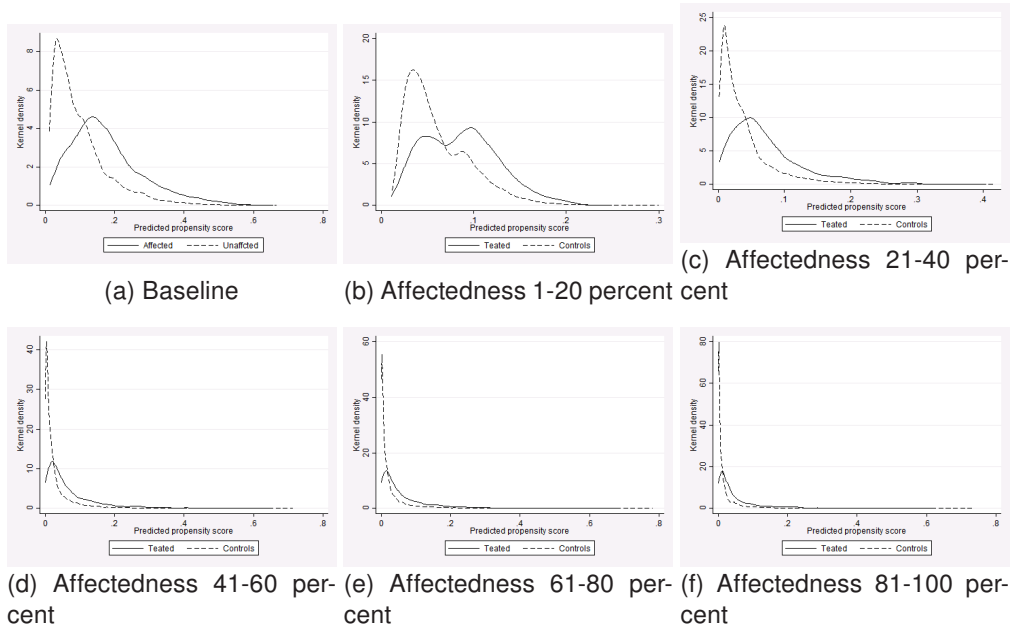 Kernel density
0 2 4 6 8
0 .2 .4 .6 .8
Predicted propensity score
Affected Unaffcted
(a) Baseline
Kernel density
0 5 10 15 20
0 .1 .2 .3
Predicted propensity score
Teated Controls
(b) Affectedness 1-20 percent
Kernel density
0 5 10 15 20 25
0 .1 .2 .3 .4
Predicted propensity score
Teated Controls
(c) Affectedness 21-40 per-
cent
Kernel density
0 10 20 30 40
0 .2 .4 .6 .8
Predicted propensity score
Teated Controls
(d) Affectedness 41-60 per-
cent
Kernel density
0 20 40 60
0 .2 .4 .6 .8
Predicted propensity score
Teated Controls
(e) Affectedness 61-80 per-
cent
Kernel density
0 20 40 60 80
0 .2 .4 .6 .8
Predicted propensity score
Teated Controls
(f) Affectedness 81-100 per-
cent